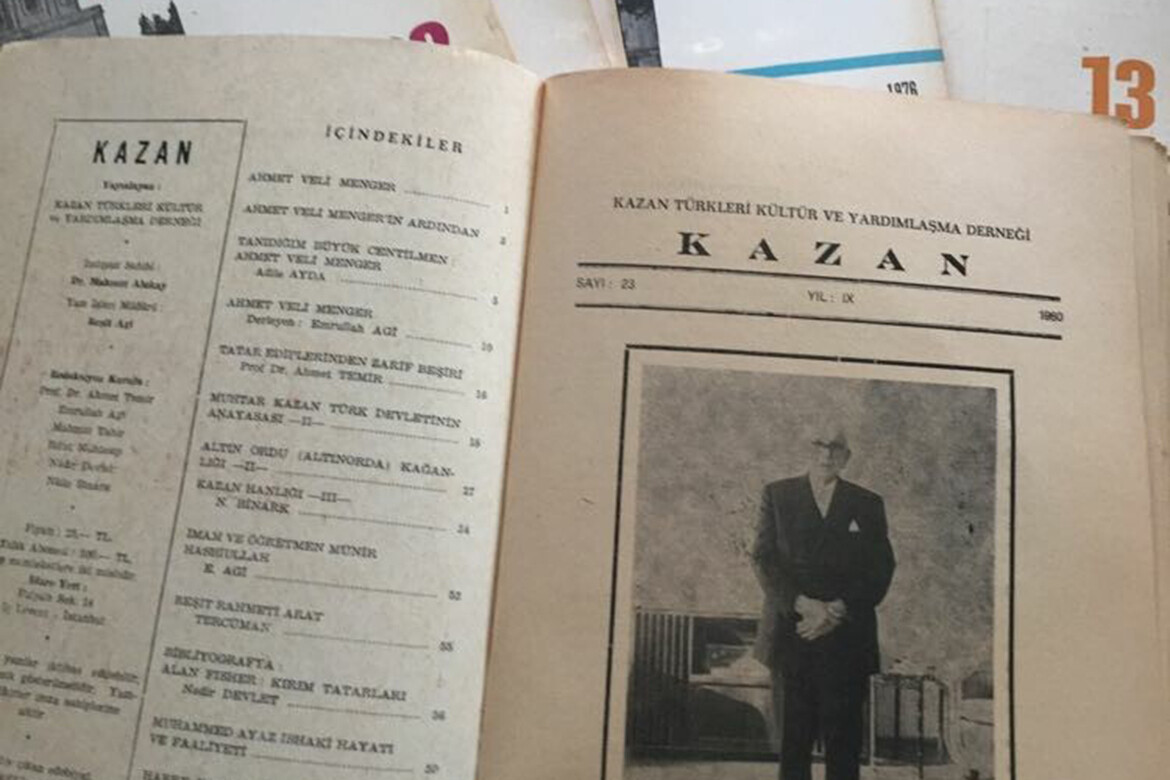 1976
13
KAZAN
Yayınlayan :
KAZAN TÜRKLERİ KÜLTÜR
ve YARDIMLAŞMA DERNEĞİ
İmtiyaz Sahibi :
Dr. Mahmut
Yazı İşleri Müdürü :
Reşit Agi
Redaksiyon Kurulu :
Prof. Dr. Ahmet Temir
Emrullah Agi
Mahmut Tahir
Nadir Devlet
Fiyatı : 25.— TL.
TL.
İdare Yeri :
Levent - İstanbul
İÇİNDEKİLER
AHMET VELİ MENGER 1
AHMET VELİ MENGER'İN ARDINDAN
TANIDIĞIM BÜYÜK CENTİLMEN :
AHMET VELİ MENGER
Adile AYDA
AHMET VELİ MENGER
Derleyen : Emrullah AGİ 10
TATAR EDİPLERİNDEN ZARİF BEŞİRİ
Prof Dr. Ahmet TEMİR 16
MUHTAR KAZAN TÜRK DEVLETİNİN
ANAYASASI —II— 18
ALTIN ORDU (ALTINORDA) KAĞAN-
LIĞI —II— 27
KAZAN HANLIĞI —III—
N. BİNARK 34
İMAM VE ÖĞRETMEN MÜNİR
HASBİULLAH
E. AGİ 52
REŞİT RAHMETİ ARAT
TERCÜMAN 55
BİBLİYOGRAFYA :
ALAN FISHER : KIRIM TATARLARI
Nadir DEVLET 56
MUHAMMED AYAZ İSHAKİ HAYATI
VE FAALİYETİ
KAZAN TÜRKLERİ KÜLTÜR VE YARDIMLAŞMA DERNEĞİ
KAZAN
SAYI : 23 YIL : IX 1980